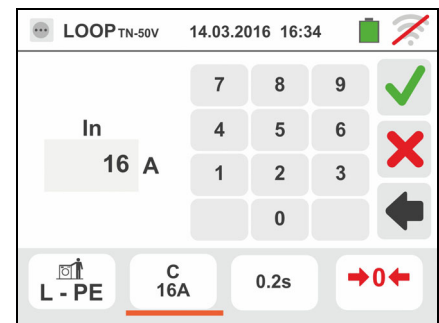 LOOP TN-50V 14.03.2016 16:34
7 8 9
In
4 5 6
16 A
1 2 3
0
L - PE
C
16A
0.2s
0